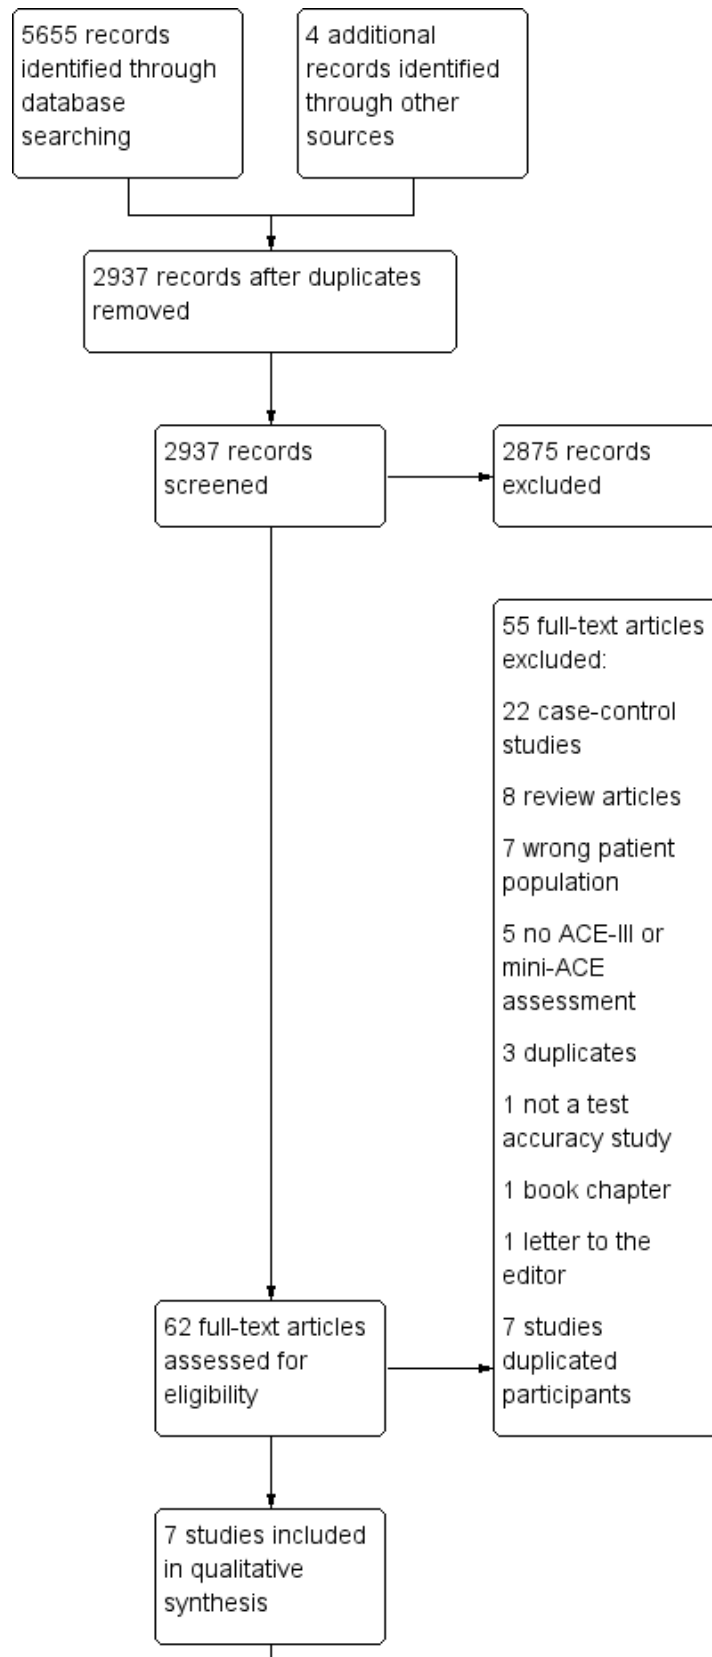 5655 records
identified through
database
searching
4 additional
records identified
through other
sources
2937 records after duplicates
removed
2937 records
screened
2875 records
excluded
55 full-text articles
excluded:
22 case-control
studies
8 review articles
7 wrong patient
population
5 no ACE-III or
mini-ACE
assessment
3 duplicates
1 not a test
accuracy study
1 book chapter
1 letter to the
editor
7 studies
duplicated
participants
62 full-text articles
assessed for
eligibility
7 studies included
in qualitative
synthesis